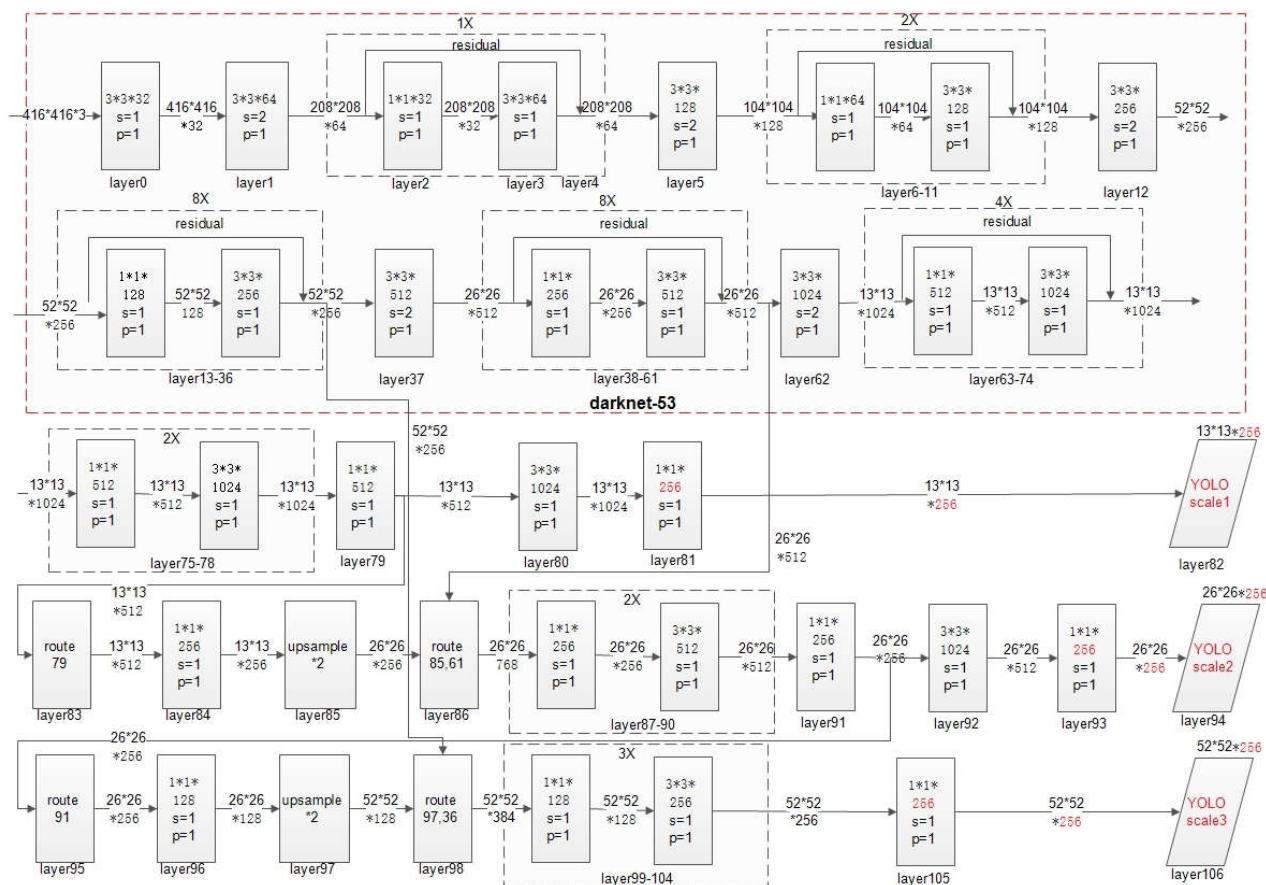 1X
residual
2X
residual
416*416*3
3*3*32
s=1
p=1
layer0
416*416
*32
3*3*64
s=2
p=1
layer1
208*208
*64
1*1*32
s=1
p=1
layer2
208*208
*32
3*3*64
s=1
p=1
layer3
layer4
208*208
*64
3*3*
128
s=2
p=1
layer5
104*104
*128
1*1*64
s=1
p=1
104*104
*64
3*3*
128
s=1
p=1
layer6-11
104*104
*128
3*3*
256
s=2
p=1
layer12
52*52
*256
8X
residual
8X
residual
4X
residual
52*52
*256
1*1*
128
s=1
p=1
52*52
128
3*3*
256
s=1
p=1
layer13-36
52*52
*256
3*3*
512
s=2
p=1
layer37
26*26
*512
1*1*
256
s=1
p=1
26*26
*256
3*3*
512
s=1
p=1
layer38-61
26*26
*512
3*3*
1024
s=2
p=1
layer62
13*13
*1024
1*1*
512
s=1
p=1
13*13
*512
3*3*
1024
s=1
p=1
layer63-74
13*13
*1024
darknet-53
2X
13*13
*1024
1*1*
512
s=1
p=1
13*13
*512
3*3*
1024
s=1
p=1
layer75-78
13*13
*1024
1*1*
512
s=1
p=1
layer79
52*52
*256
13*13
*512
3*3*
1024
s=1
p=1
layer80
13*13
*1024
1*1*
256
s=1
p=1
layer81
13*13
*256
13*13*256
YOLO
scale1
layer82
26*26
*512
13*13
*512
route
79
layer83
13*13
*512
1*1*
256
s=1
p=1
layer84
13*13
*256
upsample
*2
layer85
26*26
*256
route
85,61
layer86
26*26
768
2X
1*1*
256
s=1
p=1
26*26
*256
3*3*
512
s=1
p=1
layer87-90
26*26
*512
1*1*
256
s=1
p=1
layer91
26*26
*256
3*3*
1024
s=1
p=1
layer92
26*26
*512
1*1*
256
s=1
p=1
layer93
26*26
*256
26*26*256
YOLO
scale2
layer94
26*26
*256
route
91
layer95
26*26
*256
1*1*
128
s=1
p=1
layer96
26*26
*128
upsample
*2
layer97
52*52
*128
route
97,36
layer98
52*52
*384
3X
1*1*
128
s=1
p=1
52*52
*128
3*3*
256
s=1
p=1
layer99-104
52*52
*256
1*1*
256
s=1
p=1
layer105
52*52
*256
52*52*256
YOLO
scale3
layer106